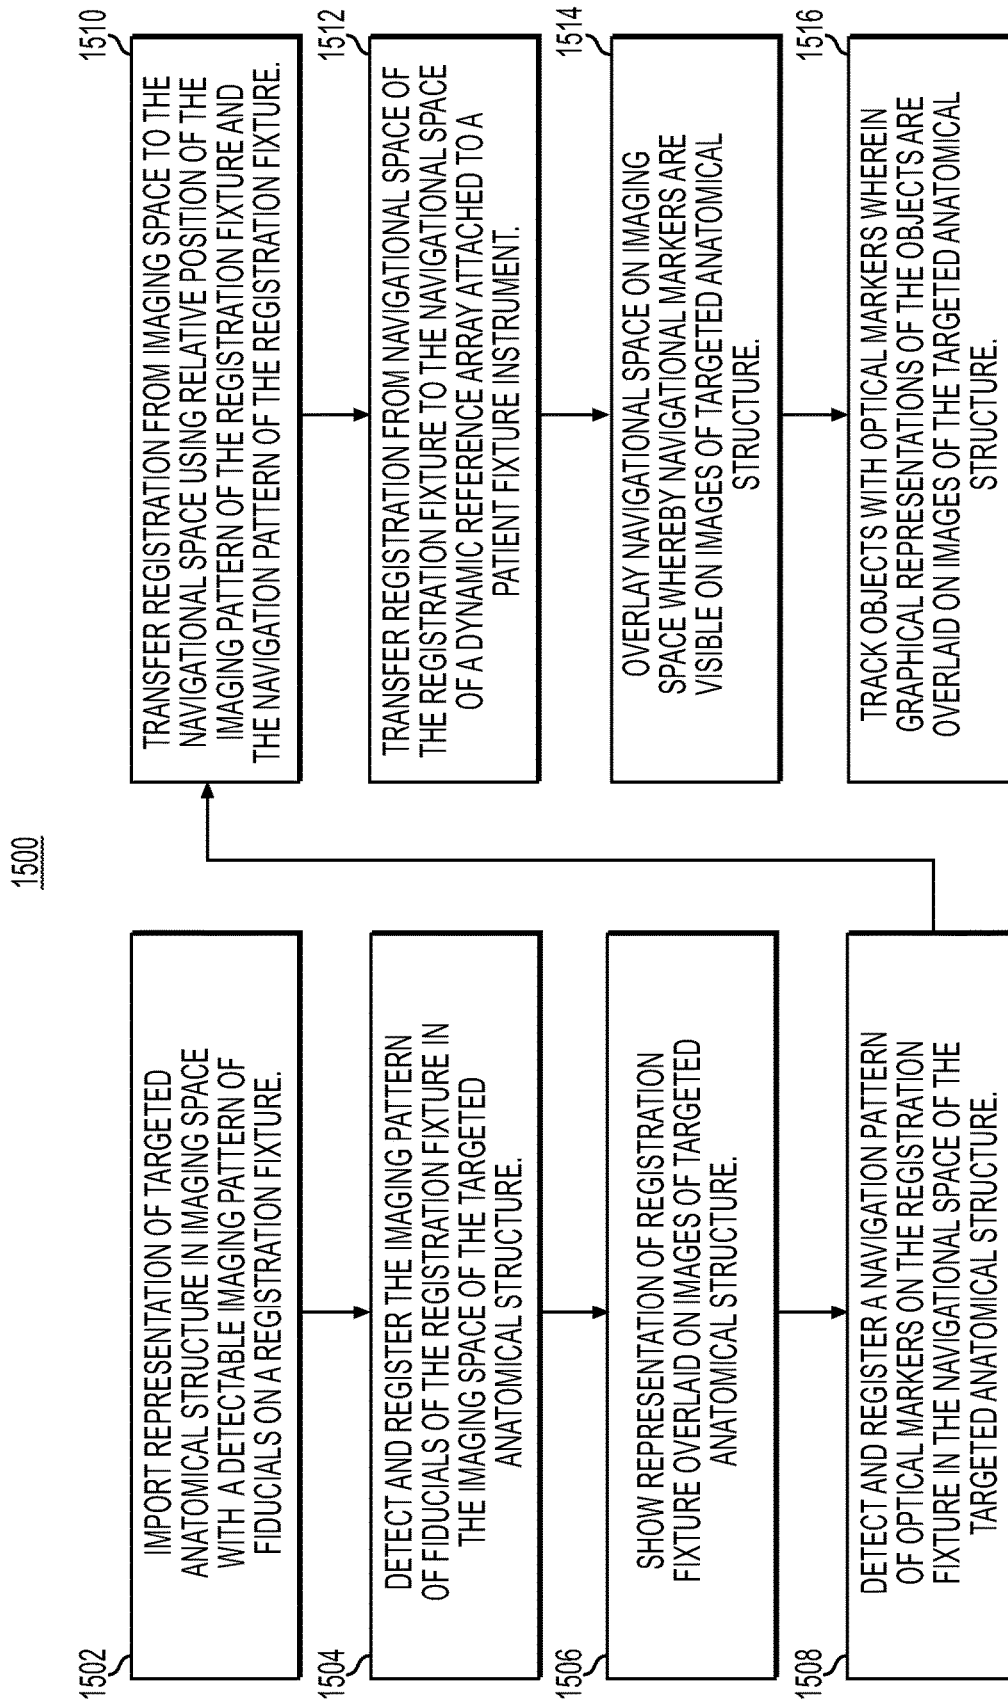 1500
1502
IMPORT REPRESENTATION OF TARGETED
ANATOMICAL STRUCTURE IN IMAGING SPACE
WITH A DETECTABLE IMAGING PATTERN OF
FIDUCIALS ON A REGISTRATION FIXTURE.
1504
DETECT AND REGISTER THE IMAGING PATTERN
OF FIDUCIALS OF THE REGISTRATION FIXTURE IN
THE IMAGING SPACE OF THE TARGETED
ANATOMICAL STRUCTURE.
1506
SHOW REPRESENTATION OF REGISTRATION
FIXTURE OVERLAID ON IMAGES OF TARGETED
ANATOMICAL STRUCTURE.
1508
DETECT AND REGISTER A NAVIGATION PATTERN
OF OPTICAL MARKERS ON THE REGISTRATION
FIXTURE IN THE NAVIGATIONAL SPACE OF THE
TARGETED ANATOMICAL STRUCTURE.
1510
TRANSFER REGISTRATION FROM IMAGING SPACE TO THE
NAVIGATIONAL SPACE USING RELATIVE POSITION OF THE
IMAGING PATTERN OF THE REGISTRATION FIXTURE AND
THE NAVIGATION PATTERN OF THE REGISTRATION FIXTURE.
1512
TRANSFER REGISTRATION FROM NAVIGATIONAL SPACE OF
THE REGISTRATION FIXTURE TO THE NAVIGATIONAL SPACE
OF A DYNAMIC REFERENCE ARRAY ATTACHED TO A
PATIENT FIXTURE INSTRUMENT.
1514
OVERLAY NAVIGATIONAL SPACE ON IMAGING
SPACE WHEREBY NAVIGATIONAL MARKERS ARE
VISIBLE ON IMAGES OF TARGETED ANATOMICAL
STRUCTURE.
1516
TRACK OBJECTS WITH OPTICAL MARKERS WHEREIN
GRAPHICAL REPRESENTATIONS OF THE OBJECTS ARE
OVERLAID ON IMAGES OF THE TARGETED ANATOMICAL
STRUCTURE.